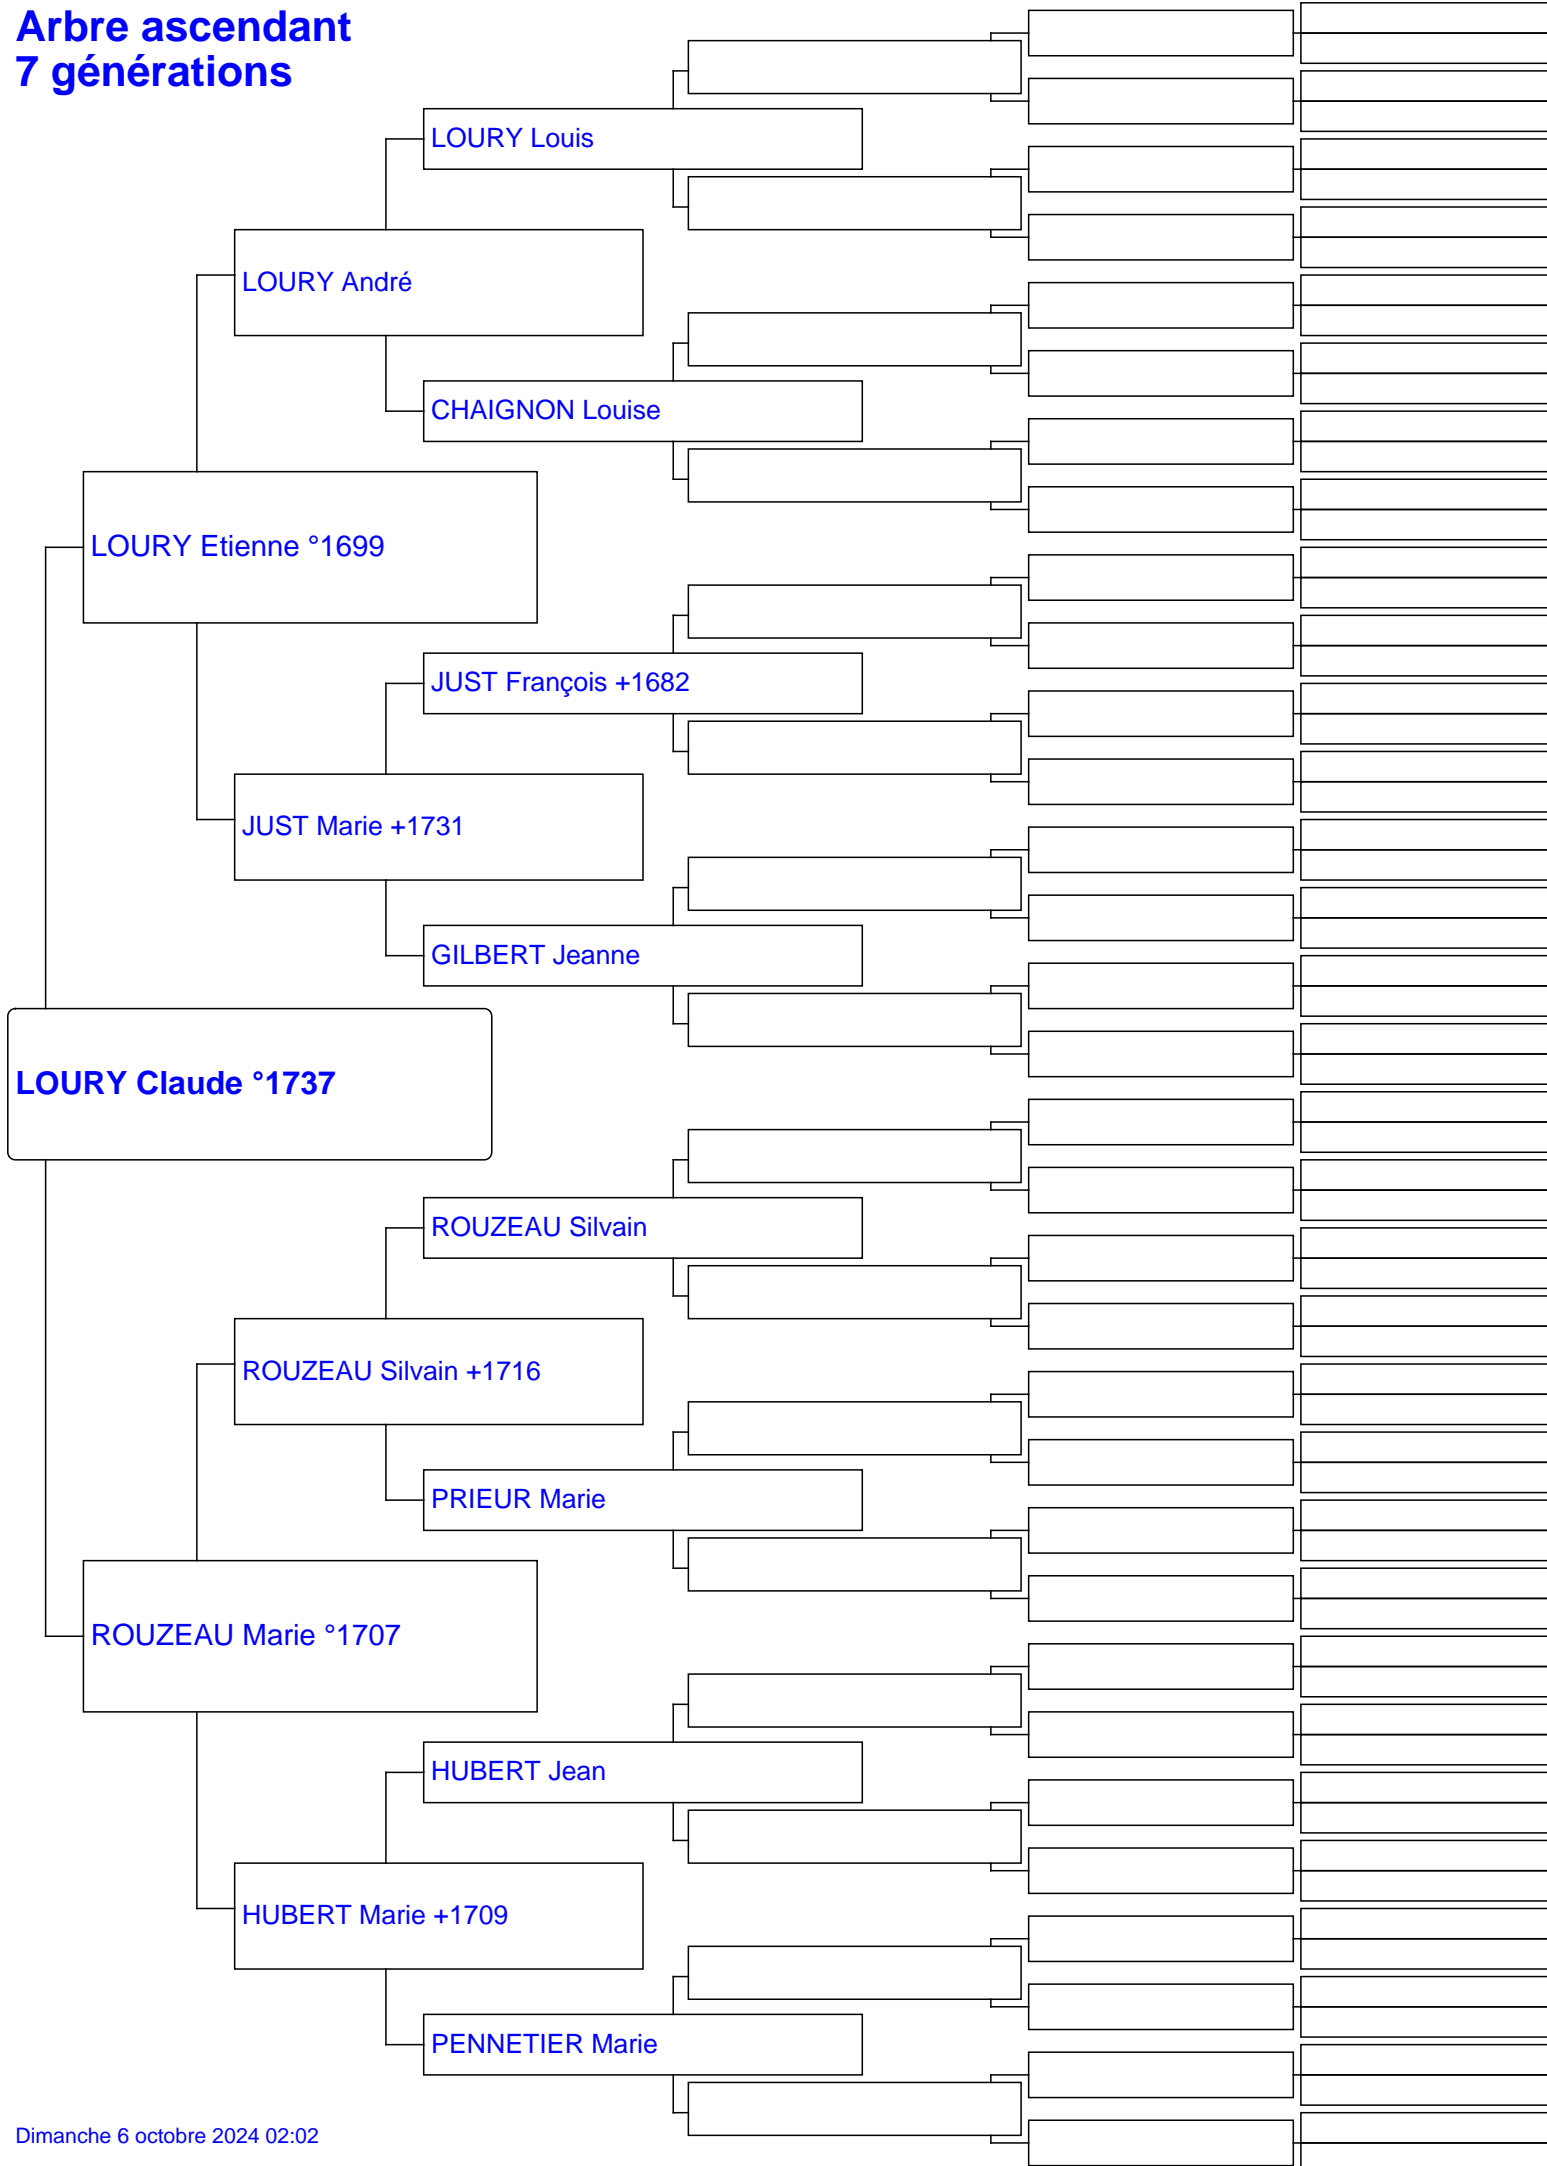 Arbre ascendant
7 générations
LOURY Louis
LOURY André
CHAIGNON Louise
LOURY Etienne °1699
JUST François +1682
JUST Marie +1731
GILBERT Jeanne
LOURY Claude °1737
ROUZEAU Silvain
ROUZEAU Silvain +1716
PRIEUR Marie
ROUZEAU Marie °1707
HUBERT Jean
HUBERT Marie +1709
PENNETIER Marie
Dimanche 6 octobre 2024 02:02